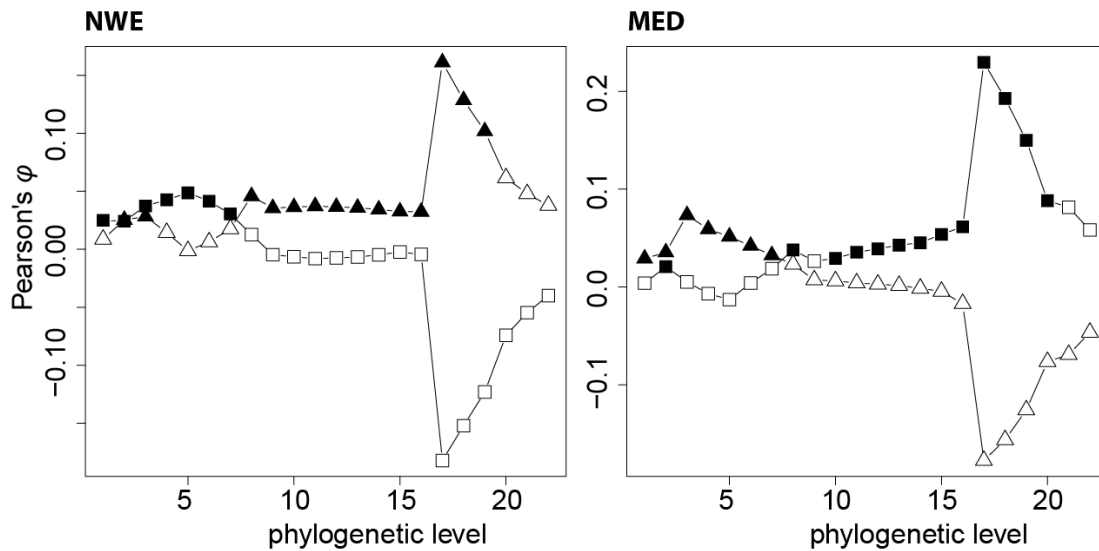 NWE
MED
Pearson's φ
0.10
0.00
−0.10
5 10 15 20
phylogenetic level
0.2
0.1
0.0
−0.1
5 10 15 20
phylogenetic level